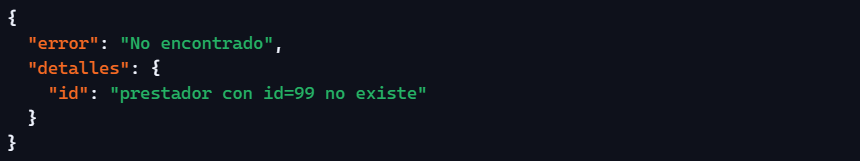 {
  "error": "No encontrado",
  "detalles": {
    "id": "prestador con id=99 no existe"
  }
}